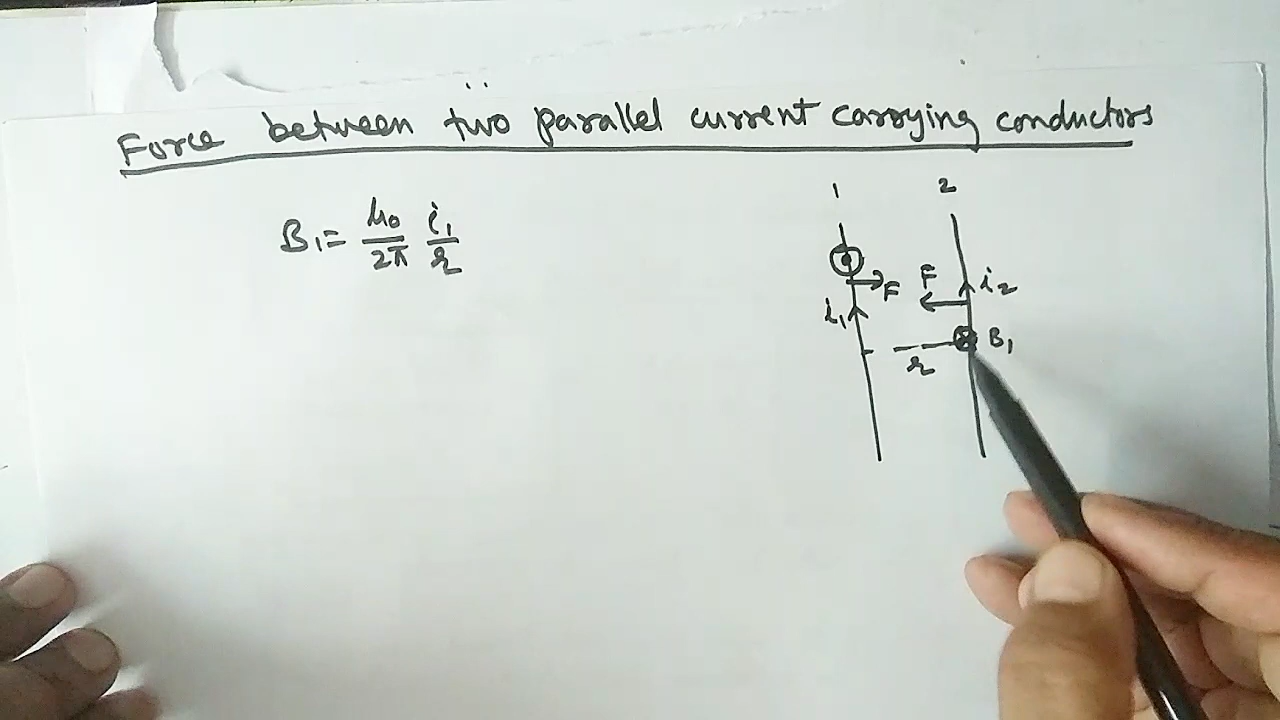 Force between two parallel current carrying conductors
B₁ = μ₀/2π i₁/r
1 2
F F i₂
i₁
r B₁